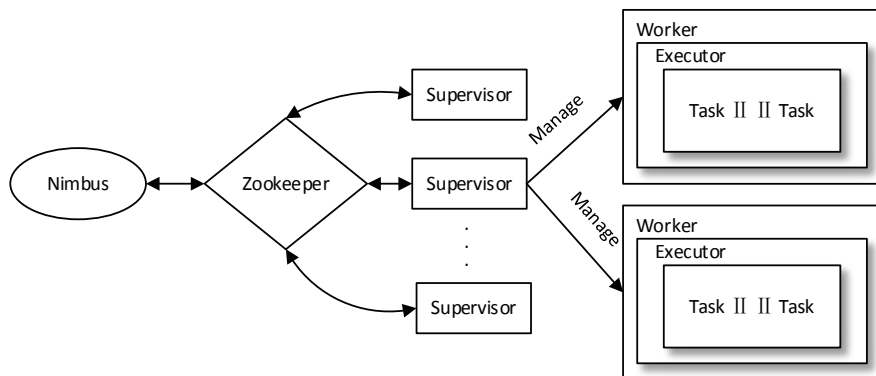 Nimbus
Zookeeper
Supervisor
Supervisor
.
.
.
Supervisor
Manage
Manage
Worker
Executor
Task II II Task
Worker
Executor
Task II II Task